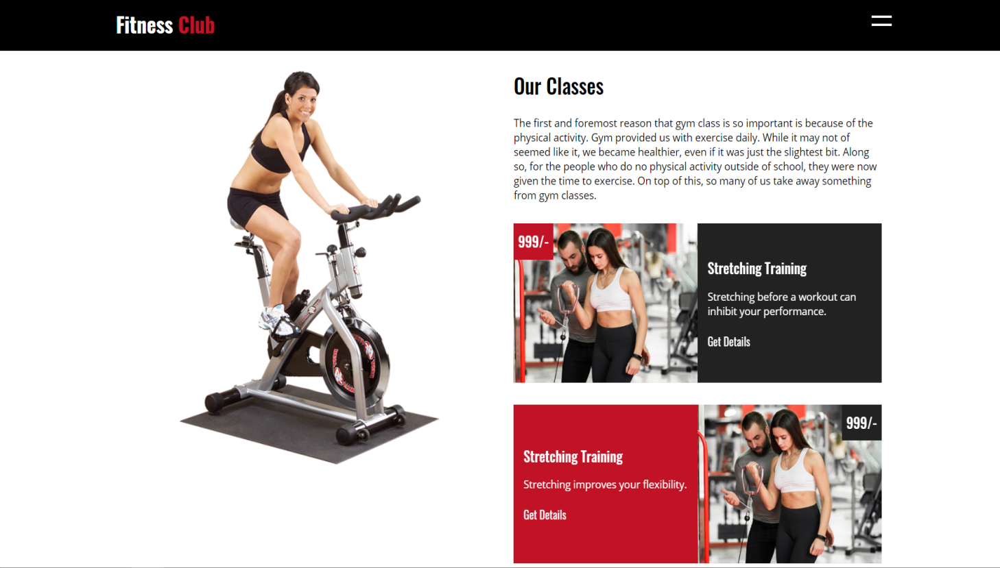 Fitness Club
Our Classes
The first and foremost reason that gym class is so important is because of the
physical activity. Gym provided us with exercise daily. While it may not of
seemed like it, we became healthier, even if it was just the slightest bit. Along
so, for the people who do no physical activity outside of school, they were now
given the time to exercise. On top of this, so many of us take away something
from gym classes.
999/-
Stretching Training
Stretching before a workout can
inhibit your performance.
Get Details
999/-
Stretching Training
Stretching improves your flexibility.
Get Details